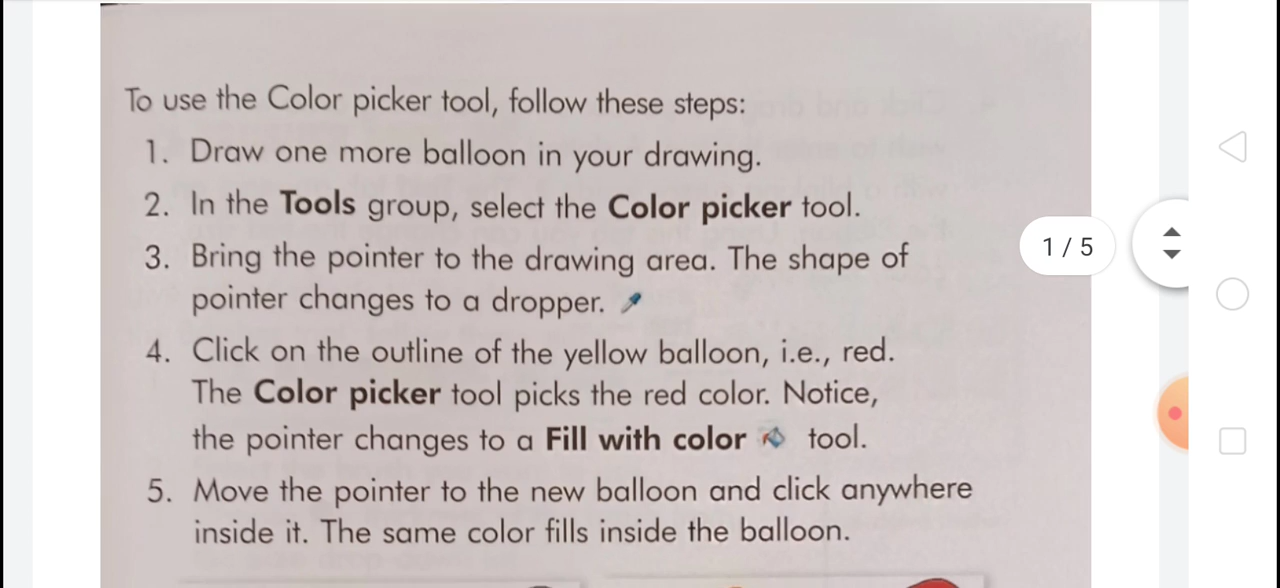 To use the Color picker tool, follow these steps:
1. Draw one more balloon in your drawing.
2. In the Tools group, select the Color picker tool.
3. Bring the pointer to the drawing area. The shape of
pointer changes to a dropper.
4. Click on the outline of the yellow balloon, i.e., red.
The Color picker tool picks the red color. Notice,
the pointer changes to a Fill with color tool.
5. Move the pointer to the new balloon and click anywhere
inside it. The same color fills inside the balloon.
1 / 5